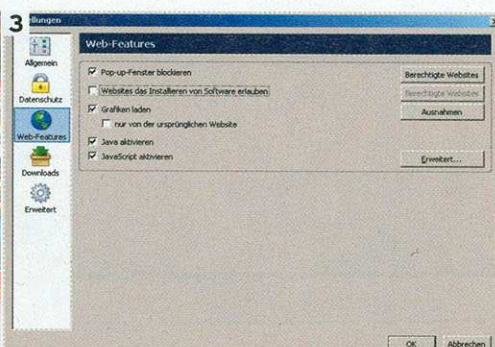 3
ellungen
Allgemein
Datenschutz
Web-Features
Downloads
Erweitert
Web-Features
Pop-up-Fenster blockieren
Berechtigte Websites
Websites das Installieren von Software erlauben
Berechtigte Websites
Grafiken laden
Ausnahmen
nur von der ursprünglichen Website
Java aktivieren
JavaScript aktivieren
Erweitert...
OK
Abbrechen